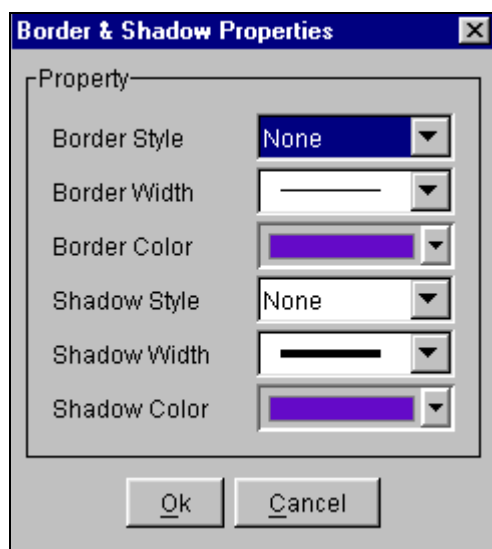 Border & Shadow Properties
Property
Border Style None
Border Width
Border Color
Shadow Style None
Shadow Width
Shadow Color
Ok Cancel